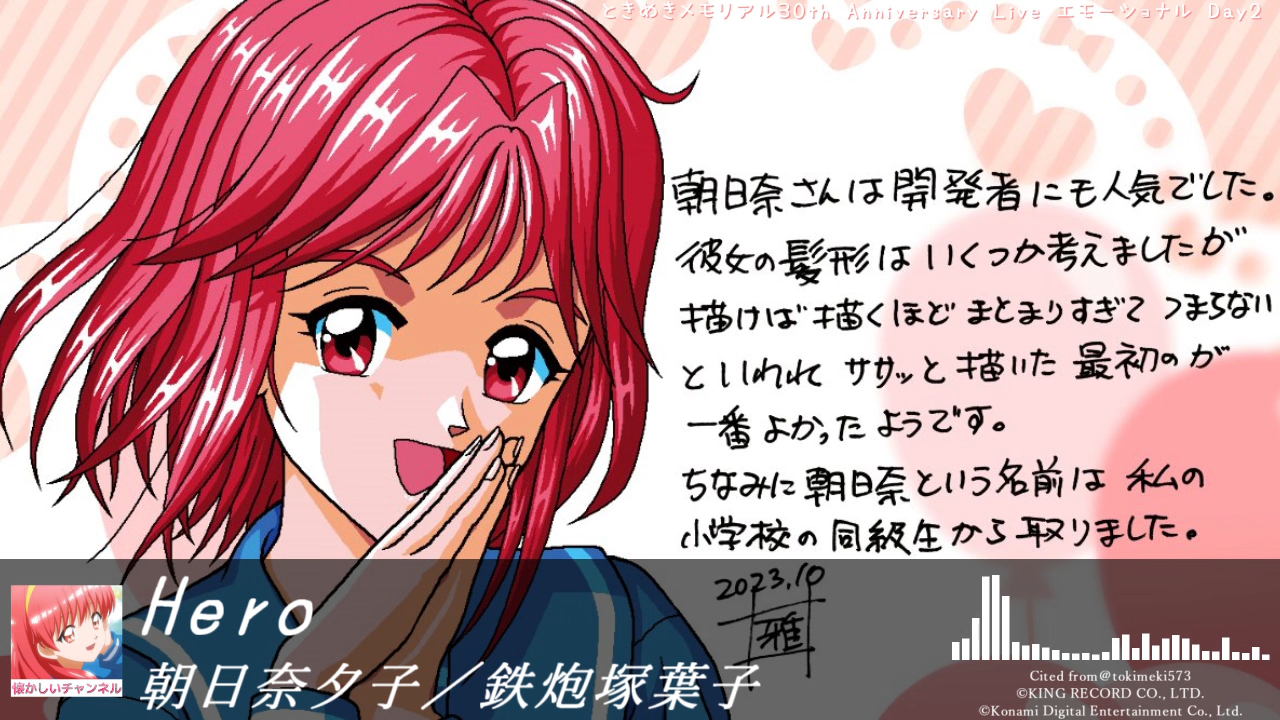 ときめきメモリアル30th Anniversary Live エモーショナル Day2
朝日奈さんは開発者にも人気でした。
彼女の髪形はいくつか考えましたが
描けば描くほどまとまりすぎてつまらない
といわれてササッと描いた最初のが
一番よかったようです。
ちなみに朝日奈という名前は私の
小学校の同級生から取りました。
2023.10
雅
Hero
朝日奈夕子／鉄炮塚葉子
懐かしいチャンネル
Cited from@tokimeki573
©KING RECORD CO., LTD.
©Konami Digital Entertainment Co., Ltd.